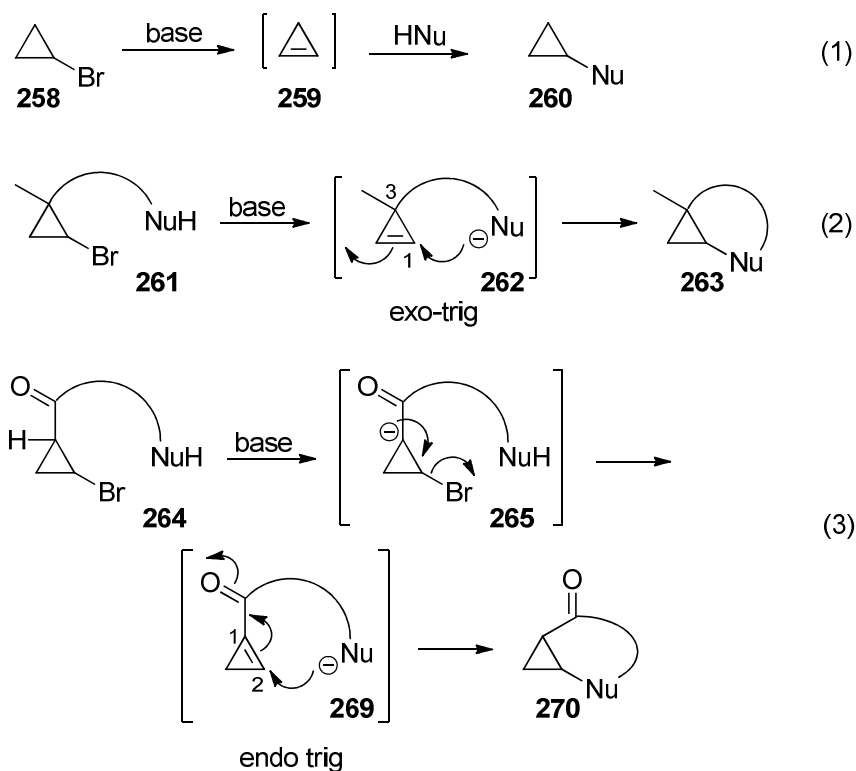 base HNu (1)
Br Nu
258 259 260
3
NuH base Nu (2)
Br ⊖ 1 Nu
261 262 263
exo-trig
O O
H ⊖
NuH base NuH
Br Br
264 265
(3)
O O
1 Nu
⊖
2 269 Nu
270
endo trig